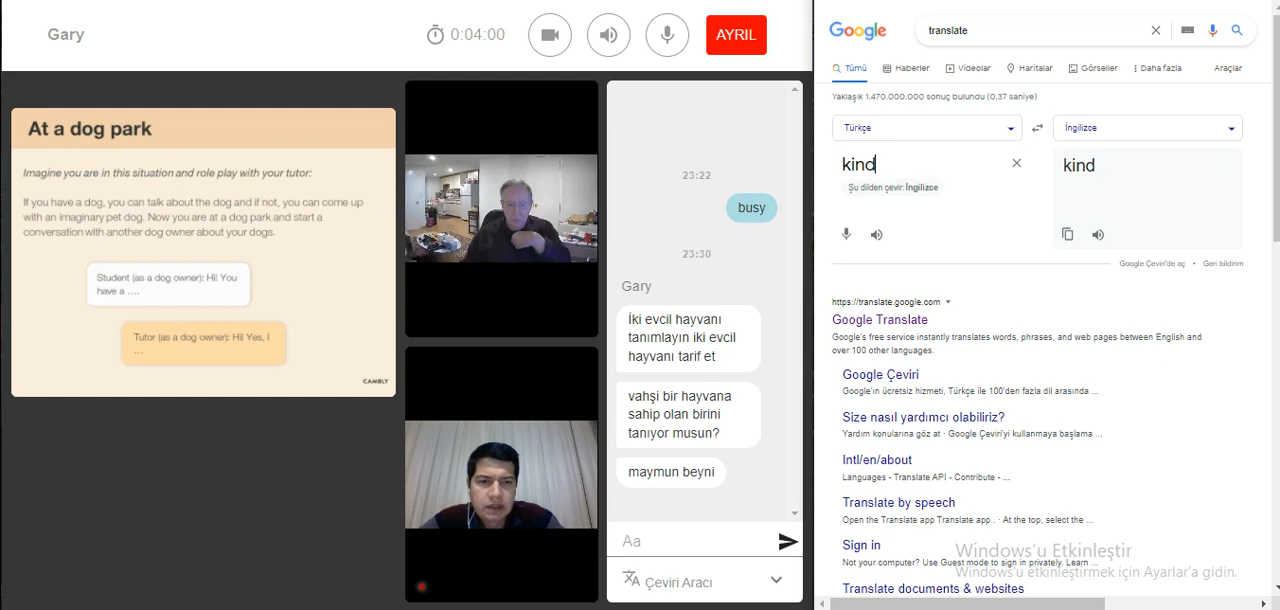 Gary
0:04:00
AYRIL
At a dog park
Imagine you are in this situation and role play with your tutor:
If you have a dog, you can talk about the dog and if not, you can come up
with an imaginary pet dog. Now you are at a dog park and start a
conversation with another dog owner about your dogs.
Student (as a dog owner): Hi! You
have a ....
Tutor (as a dog owner): Hi! Yes, I
...
CAMBLY
23:22
busy
23:30
Gary
İki evcil hayvanı
tanımlayın iki evcil
hayvanı tarif et
vahşi bir hayvana
sahip olan birini
tanıyor musun?
maymun beyni
Aa
Çeviri Aracı
Google
translate
Tümü
Haberler
Videolar
Haritalar
Görseller
Daha fazla
Araçlar
Yaklaşık 1.470.000.000 sonuç bulundu (0,37 saniye)
Türkçe
İngilizce
kind
Şu dilden çevir: İngilizce
kind
Google Çeviri'de aç • Geri bildirim
https://translate.google.com
Google Translate
Google's free service instantly translates words, phrases, and web pages between English and
over 100 other languages.
Google Çeviri
Google'ın ücretsiz hizmeti, Türkçe ile 100'den fazla dil arasında ...
Size nasıl yardımcı olabiliriz?
Yardım konularına göz at · Google Çeviri'yi kullanmaya başlama ...
Intl/en/about
Languages - Translate API - Contribute - ...
Translate by speech
Open the Translate app Translate app . · At the top, select the ...
Sign in
Not your computer? Use Guest mode to sign in privately. Learn ...
Translate documents & websites
Windows'u Etkinleştir
Windows'u etkinleştirmek için Ayarlar'a gidin.